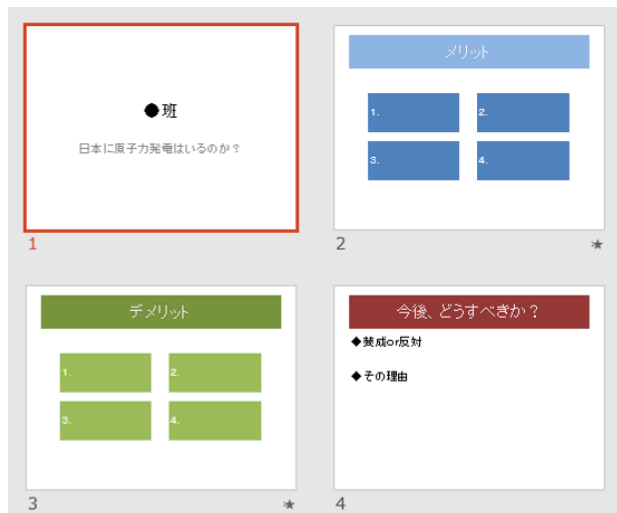 ●班
日本に原子力発電はいるのか？
1
メリット
1.
2.
3.
4.
2
デメリット
1.
2.
3.
4.
3
今後、どうすべきか？
◆賛成or反対
◆その理由
4